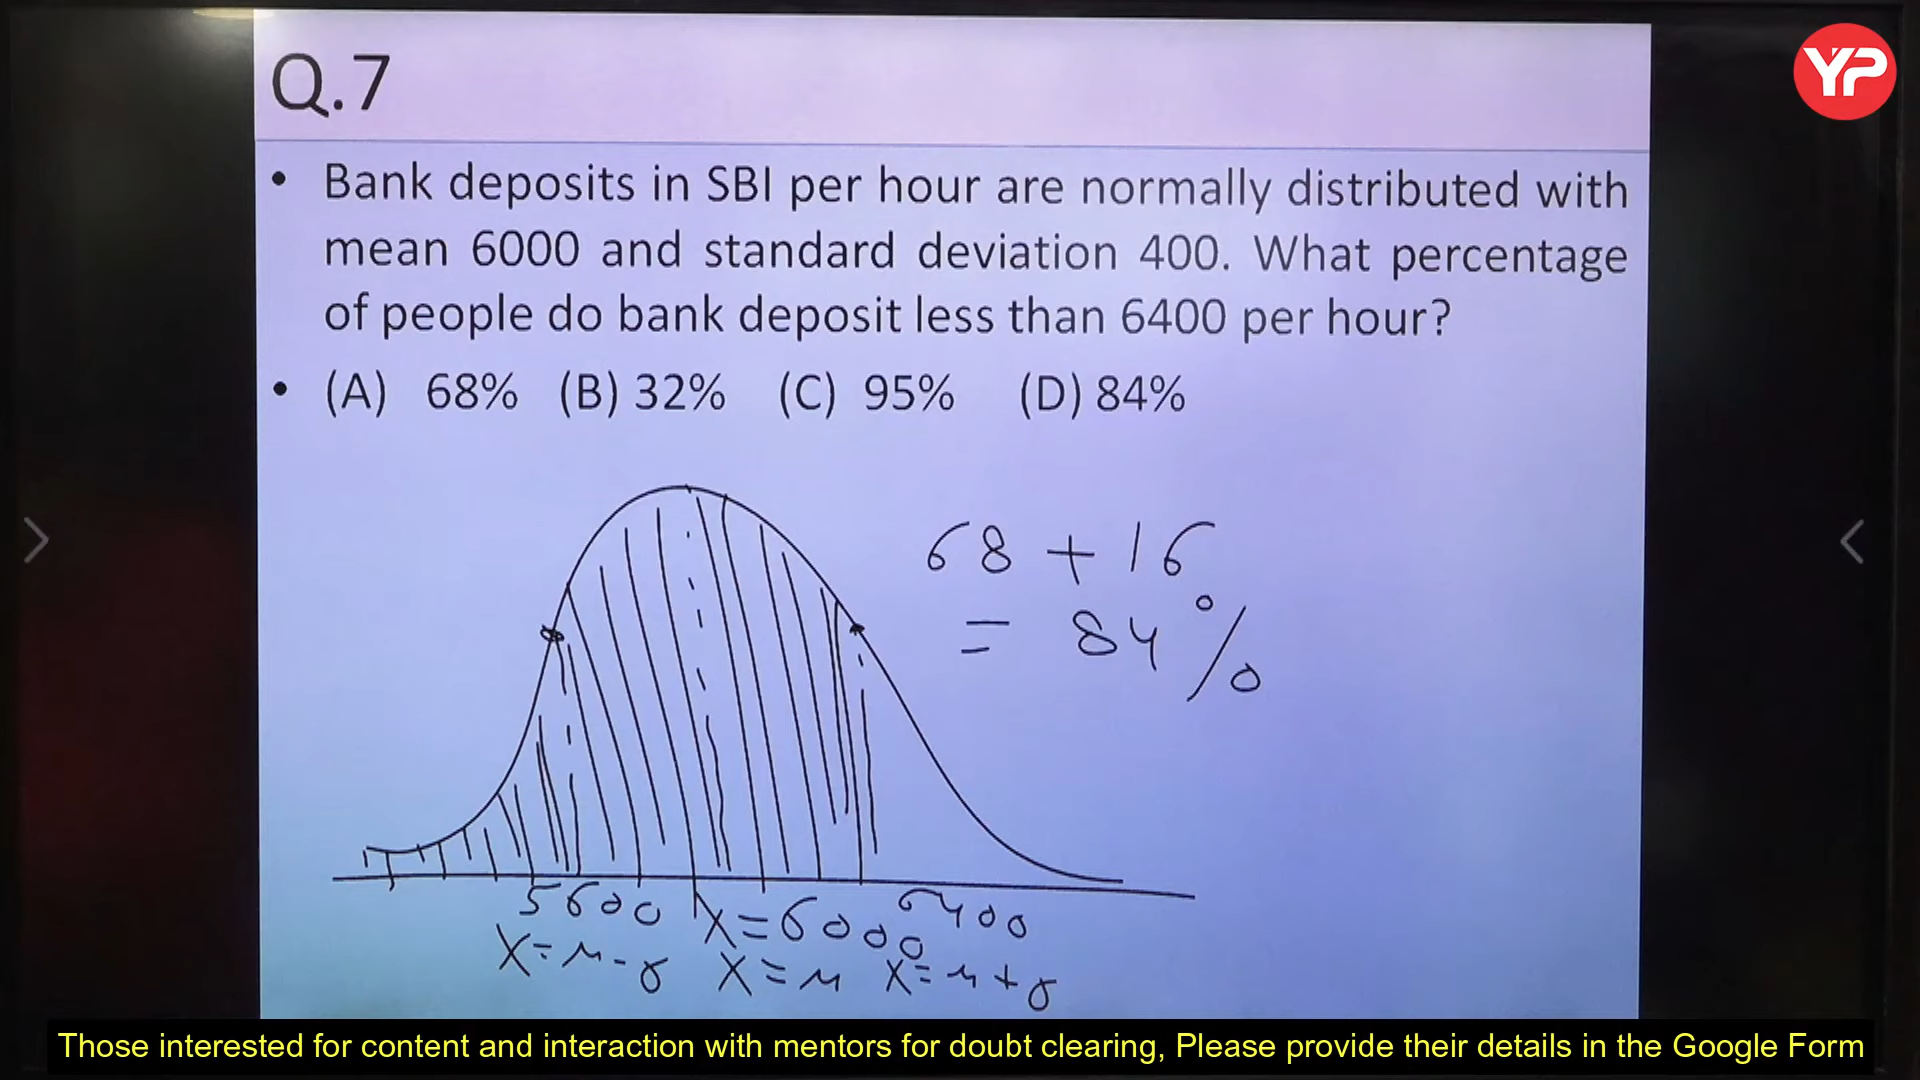 YP
Q.7
• Bank deposits in SBI per hour are normally distributed with
mean 6000 and standard deviation 400. What percentage
of people do bank deposit less than 6400 per hour?
• (A) 68% (B) 32% (C) 95% (D) 84%
68 + 16
= 84%
5600 X=6000 6400
X=μ-σ X=μ X=μ+σ
Those interested for content and interaction with mentors for doubt clearing, Please provide their details in the Google Form